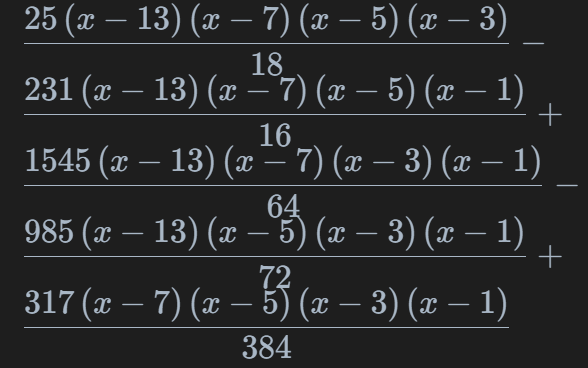 25 (x − 13) (x − 7) (x − 5) (x − 3)
18
−
231 (x − 13) (x − 7) (x − 5) (x − 1)
16
+
1545 (x − 13) (x − 7) (x − 3) (x − 1)
64
−
985 (x − 13) (x − 5) (x − 3) (x − 1)
72
+
317 (x − 7) (x − 5) (x − 3) (x − 1)
384